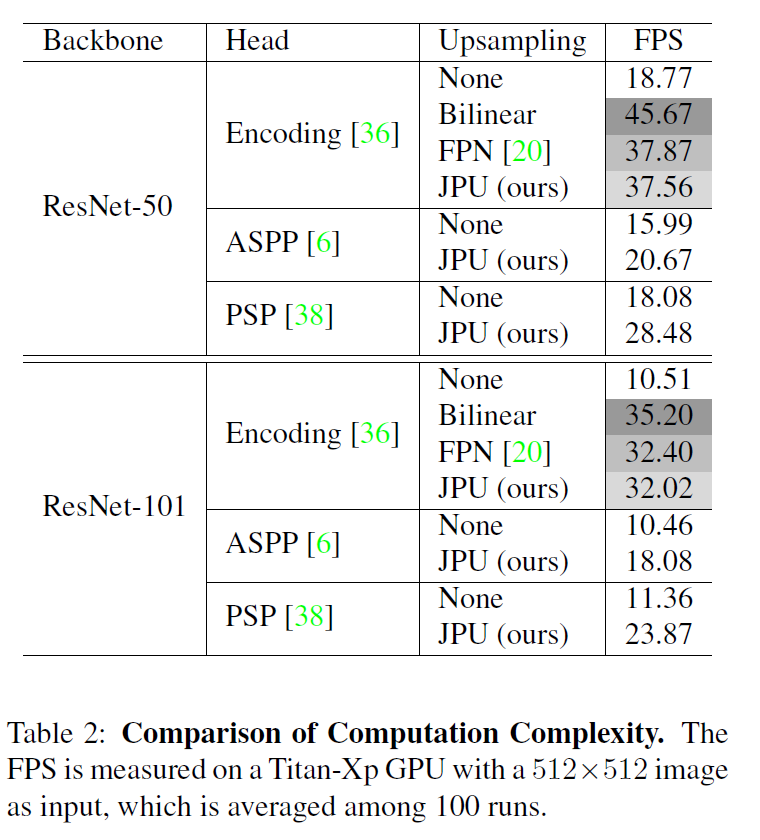 Backbone Head Upsampling FPS
None 18.77
Bilinear 45.67
Encoding [36]
FPN [20] 37.87
JPU (ours) 37.56
ResNet-50
None 15.99
ASPP [6]
JPU (ours) 20.67
None 18.08
PSP [38]
JPU (ours) 28.48
None 10.51
Bilinear 35.20
Encoding [36]
FPN [20] 32.40
JPU (ours) 32.02
ResNet-101
None 10.46
ASPP [6]
JPU (ours) 18.08
None 11.36
PSP [38]
JPU (ours) 23.87
Table 2: Comparison of Computation Complexity. The
FPS is measured on a Titan-Xp GPU with a 512×512 image
as input, which is averaged among 100 runs.